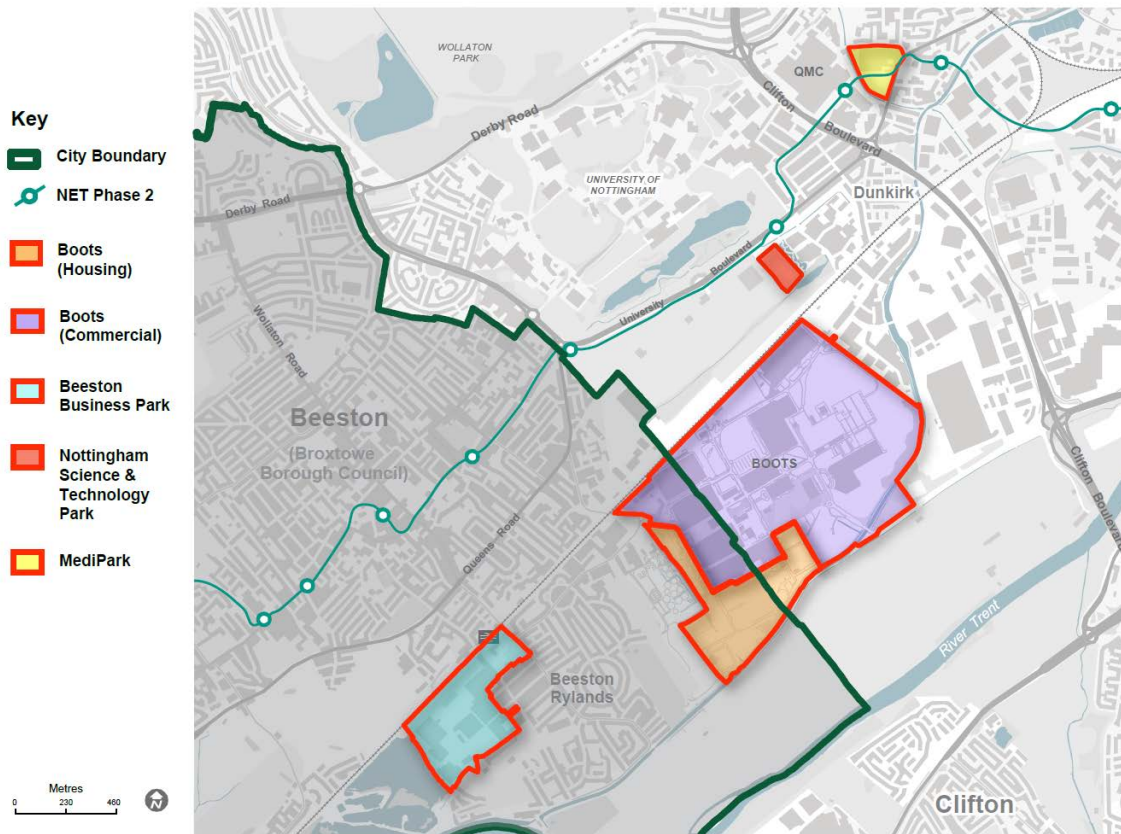 Key
City Boundary
NET Phase 2
Boots
(Housing)
Boots
(Commercial)
Beeston
Business Park
Nottingham
Science &
Technology
Park
MediPark
Metres
0 230 460
N
WOLLATON
PARK
QMC
Clifton
Boulevard
Derby Road
UNIVERSITY OF
NOTTINGHAM
Dunkirk
Derby Road
Boulevard
University
Wollaton Road
Beeston
(Broxtowe
Borough Council)
BOOTS
Clifton Boulevard
Queens Road
River Trent
Beeston
Rylands
Clifton